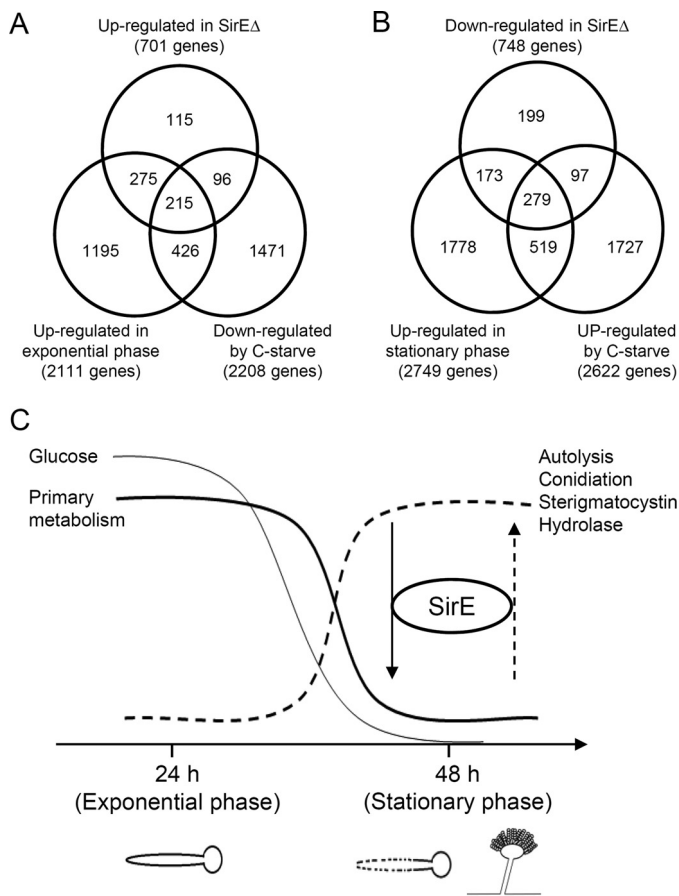 A
Up-regulated in SirEΔ
(701 genes)
115
275
96
215
1195
426
1471
Up-regulated in
exponential phase
(2111 genes)
Down-regulated
by C-starve
(2208 genes)
B
Down-regulated in SirEΔ
(748 genes)
199
173
97
279
1778
519
1727
Up-regulated in
stationary phase
(2749 genes)
UP-regulated
by C-starve
(2622 genes)
C
Glucose
Primary
metabolism
Autolysis
Conidiation
Sterigmatocystin
Hydrolase
SirE
24 h
(Exponential phase)
48 h
(Stationary phase)